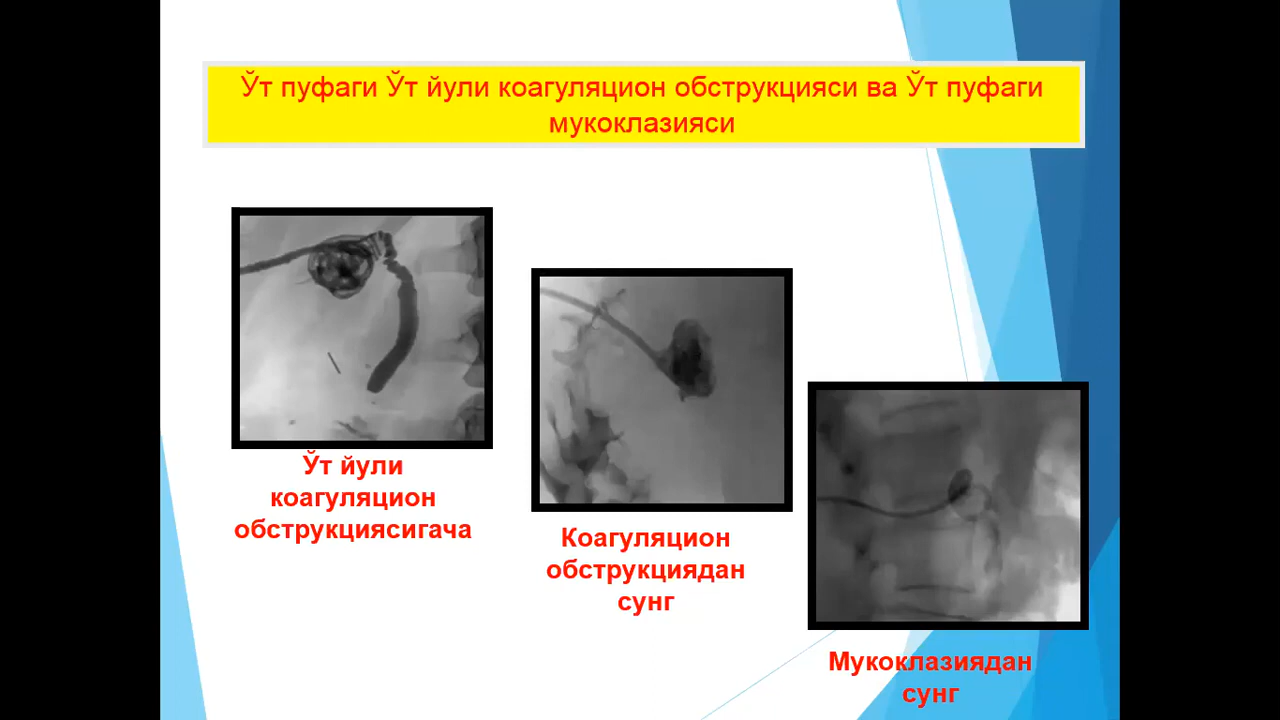 Ўт пуфаги Ўт йули коагуляцион обструкцияси ва Ўт пуфаги
мукоклазияси
Ўт йули
коагуляцион
обструкциясигача
Коагуляцион
обструкциядан
сунг
Мукоклазиядан
сунг